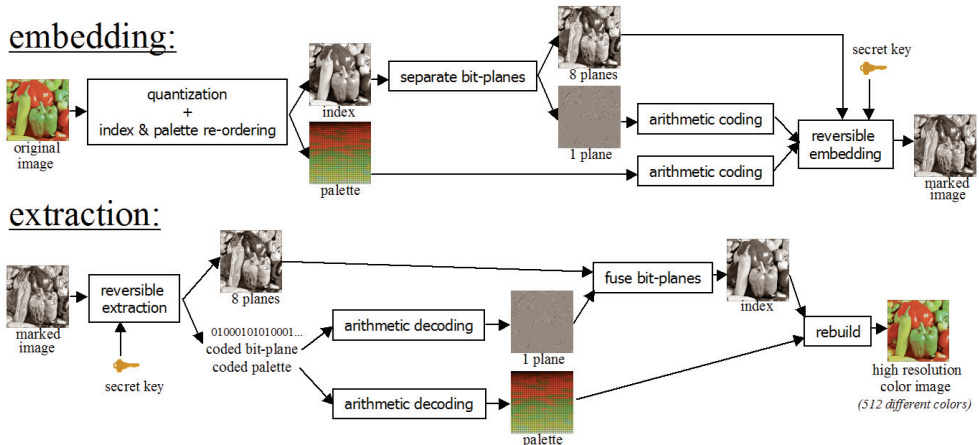 embedding:
original
image
quantization
+
index & palette re-ordering
index
palette
separate bit-planes
8 planes
1 plane
arithmetic coding
arithmetic coding
secret key
reversible
embedding
marked
image
extraction:
marked
image
reversible
extraction
secret key
8 planes
01000101010001...
coded bit-plane
coded palette
arithmetic decoding
arithmetic decoding
1 plane
palette
fuse bit-planes
index
rebuild
high resolution
color image
(512 different colors)